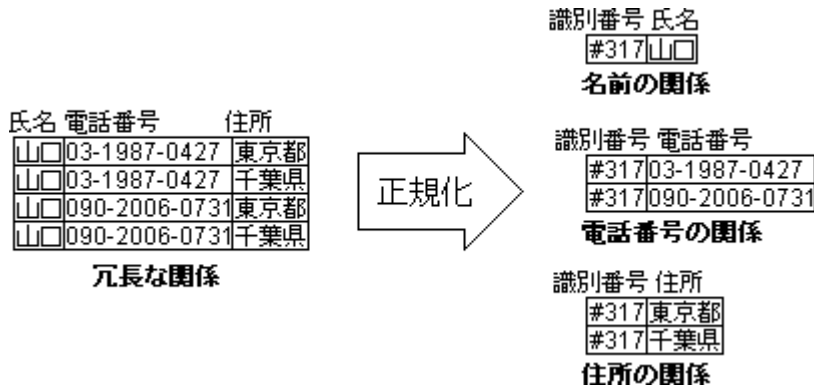 氏名 電話番号 住所
山口 03-1987-0427 東京都
山口 03-1987-0427 千葉県
山口 090-2006-0731 東京都
山口 090-2006-0731 千葉県
冗長な関係
正規化
識別番号 氏名
#317 山口
名前の関係
識別番号 電話番号
#317 03-1987-0427
#317 090-2006-0731
電話番号の関係
識別番号 住所
#317 東京都
#317 千葉県
住所の関係